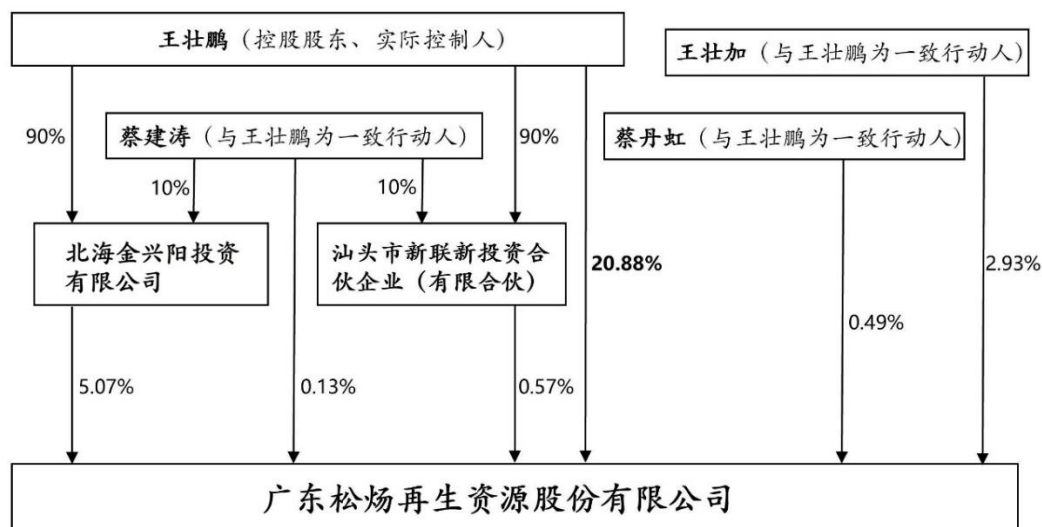 王壮鹏（控股股东、实际控制人）
王壮加（与王壮鹏为一致行动人）
90%
蔡建涛（与王壮鹏为一致行动人）
90%
蔡丹虹（与王壮鹏为一致行动人）
10%
10%
北海金兴阳投资
有限公司
汕头市新联新投资合
伙企业（有限合伙）
20.88%
2.93%
0.49%
5.07%
0.13%
0.57%
广东松炀再生资源股份有限公司